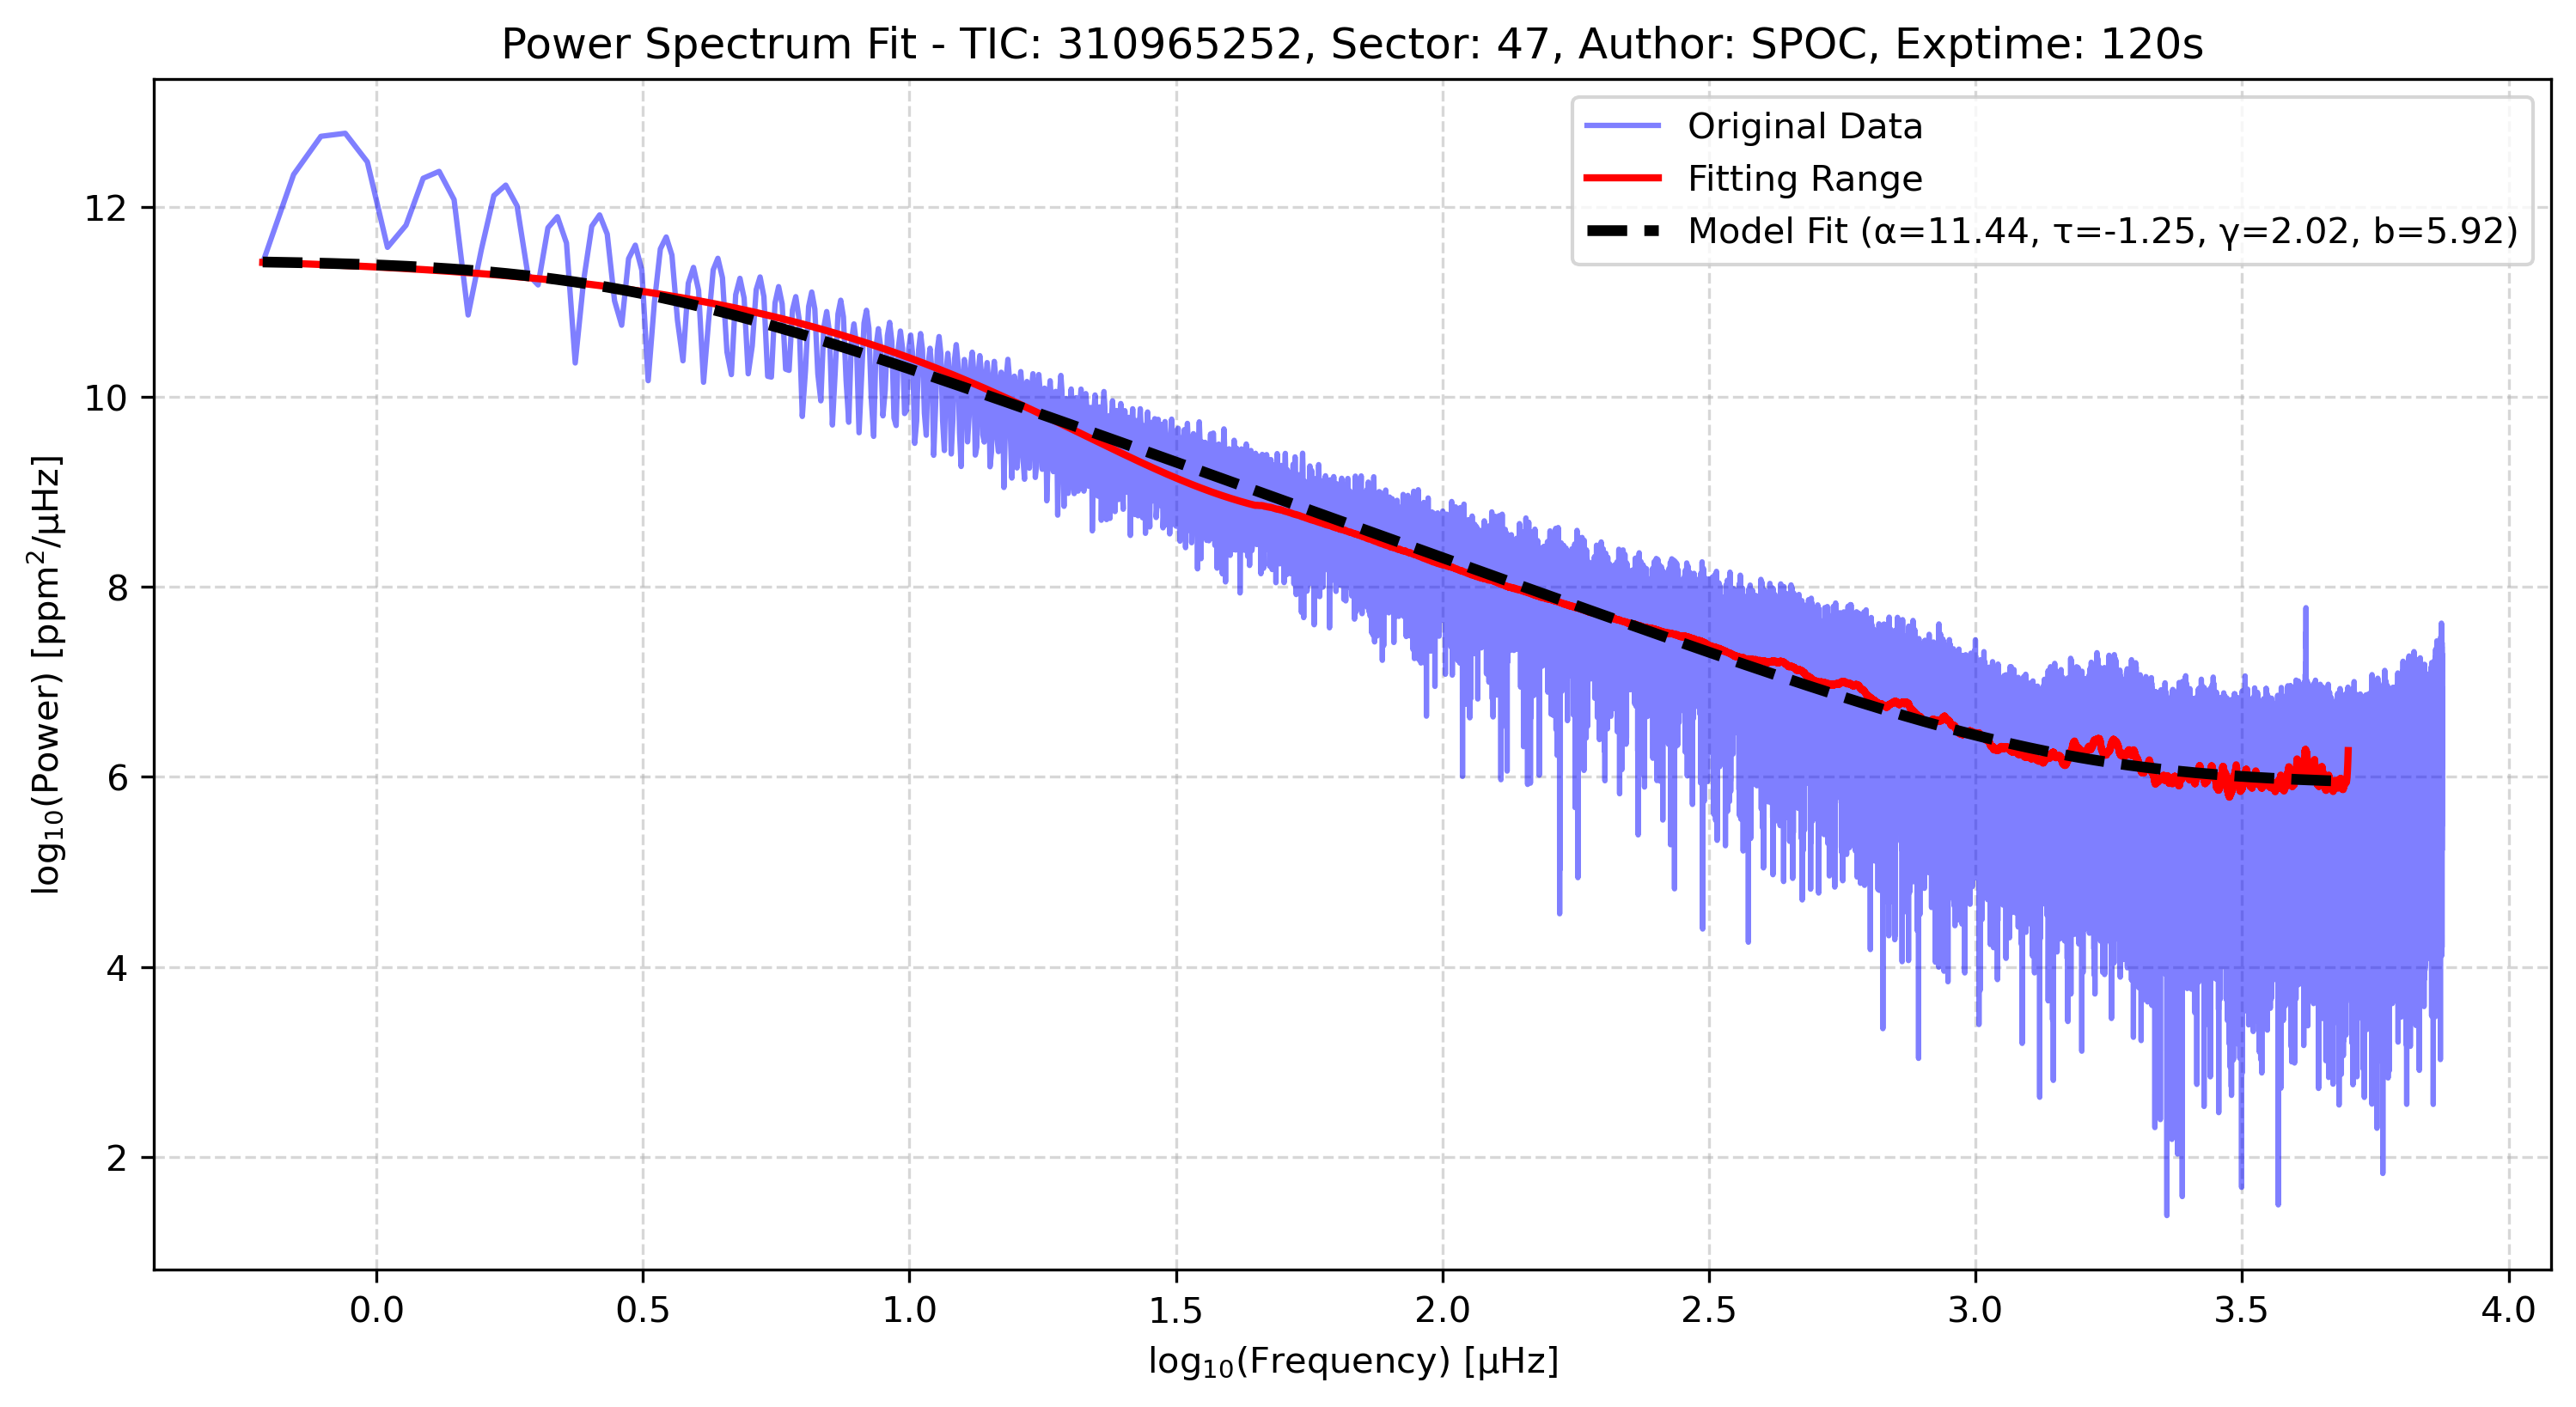 Power Spectrum Fit - TIC: 310965252, Sector: 47, Author: SPOC, Exptime: 120s
Original Data
Fitting Range
Model Fit (α=11.44, τ=-1.25, γ=2.02, b=5.92)
log₁₀(Power) [ppm²/μHz]
12
10
8
6
4
2
0.0 0.5 1.0 1.5 2.0 2.5 3.0 3.5 4.0
log₁₀(Frequency) [μHz]